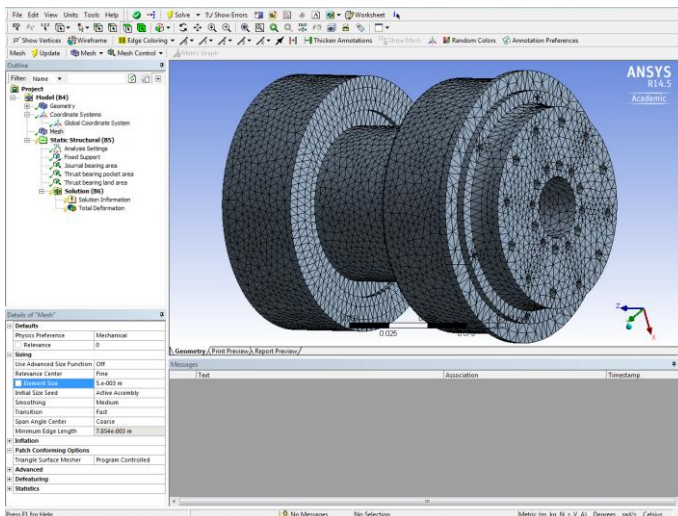 File Edit View Units Tools Help Solve ?/ Show Errors Worksheet
Show Vertices Wireframe Edge Coloring Thicken Annotations Show Mesh Random Colors Annotation Preferences
Mesh Update Mesh Mesh Control Metric Graph
Outline
Filter: Name
Project
Model (B4)
Geometry
Coordinate Systems
Global Coordinate System
Mesh
Static Structural (B5)
Analysis Settings
Fixed Support
Journal bearing area
Thrust bearing pocket area
Thrust bearing land area
Solution (B6)
Solution Information
Total Deformation
ANSYS
R14.5
Academic
0.025
Z
X
Geometry Print Preview Report Preview
Details of "Mesh"
Defaults
Physics Preference Mechanical
Relevance 0
Sizing
Use Advanced Size Function Off
Relevance Center Fine
Element Size 5.e-003 m
Initial Size Seed Active Assembly
Smoothing Medium
Transition Fast
Span Angle Center Coarse
Minimum Edge Length 7.854e-003 m
Inflation
Patch Conforming Options
Triangle Surface Mesher Program Controlled
Advanced
Defeaturing
Statistics
Messages
Text Association Timestamp
Press F1 for Help No Messages No Selection Metric (m, kg, N, s, V, A) Degrees rad/s Celsius